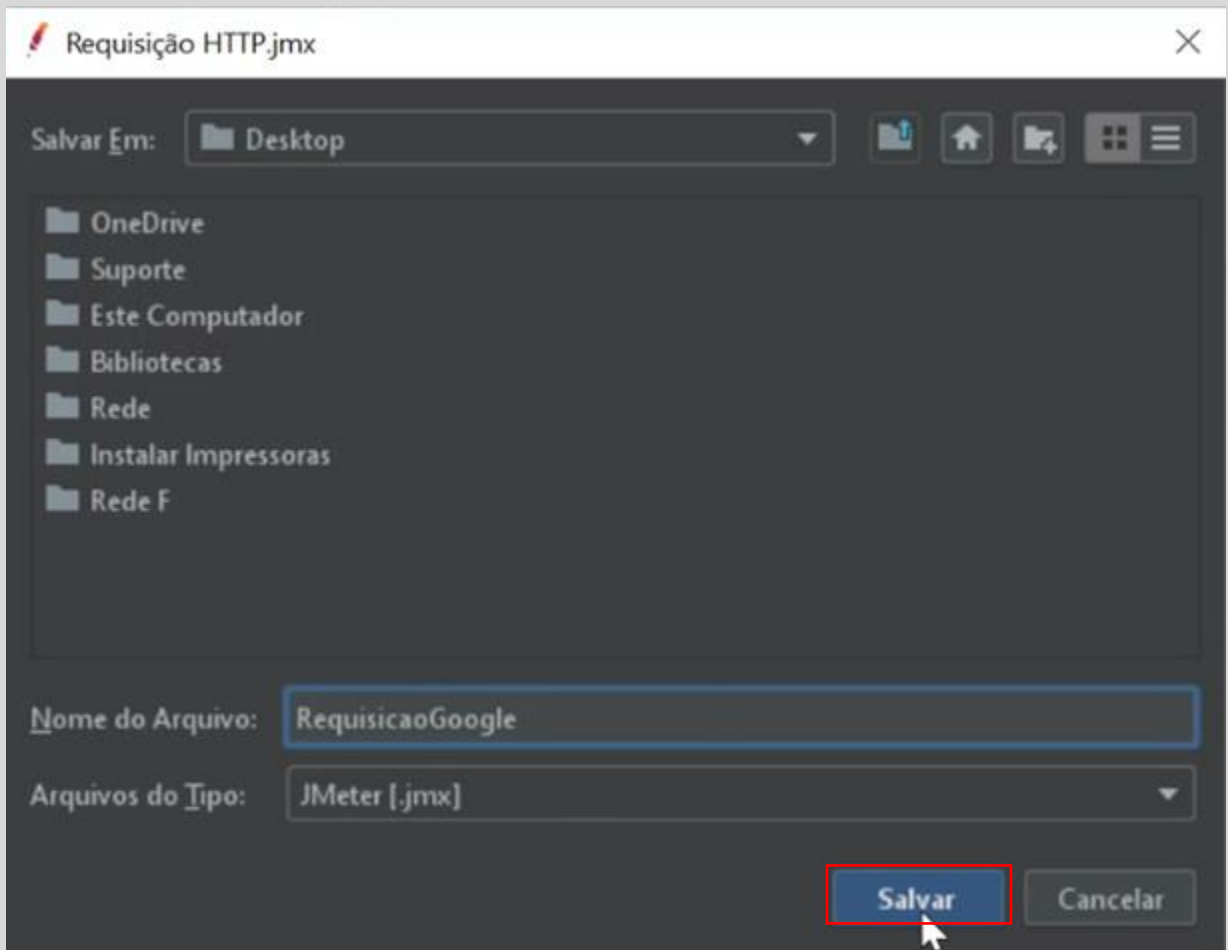 Requisição HTTP.jmx
Salvar Em: Desktop
OneDrive
Suporte
Este Computador
Bibliotecas
Rede
Instalar Impressoras
Rede F
Nome do Arquivo: RequisicaoGoogle
Arquivos do Tipo: JMeter [.jmx]
Salvar Cancelar